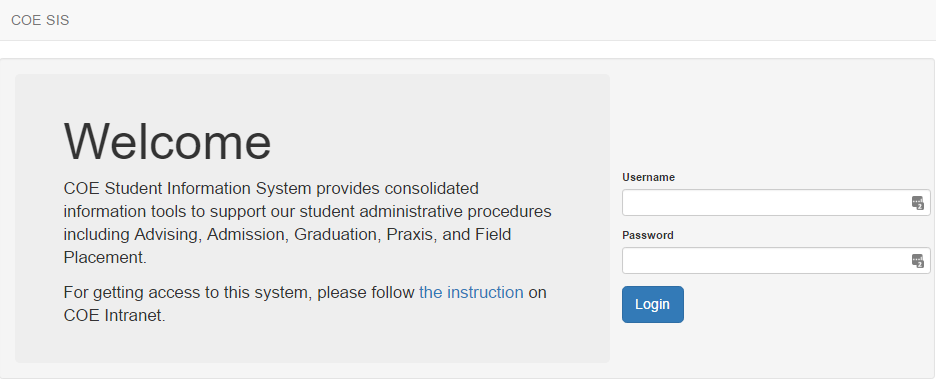 COE SIS
Welcome
COE Student Information System provides consolidated
information tools to support our student administrative procedures
including Advising, Admission, Graduation, Praxis, and Field
Placement.
For getting access to this system, please follow the instruction on
COE Intranet.
Username
2
Password
2
Login